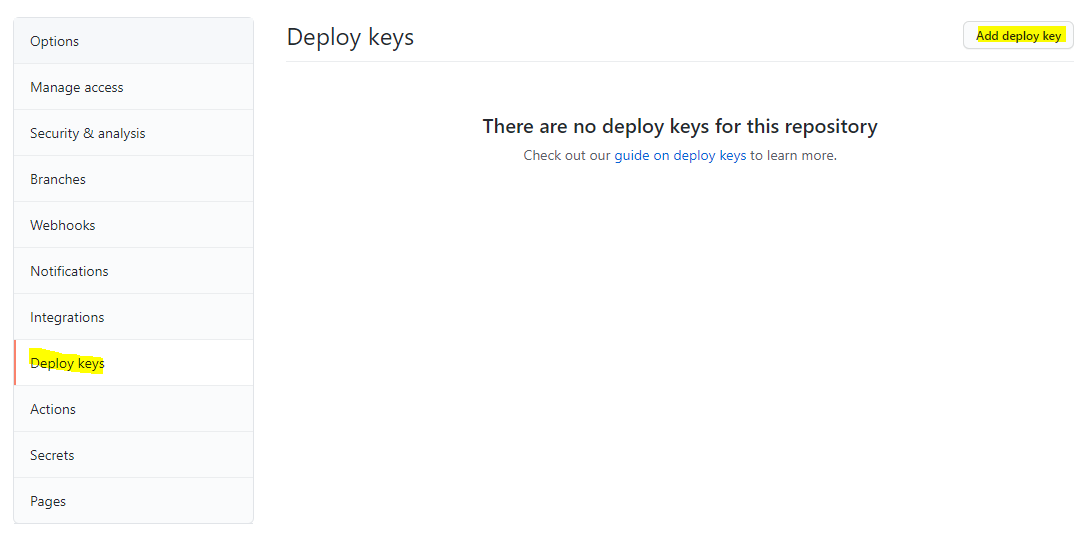 Options
Manage access
Security & analysis
Branches
Webhooks
Notifications
Integrations
Deploy keys
Actions
Secrets
Pages
Deploy keys
Add deploy key
There are no deploy keys for this repository
Check out our guide on deploy keys to learn more.